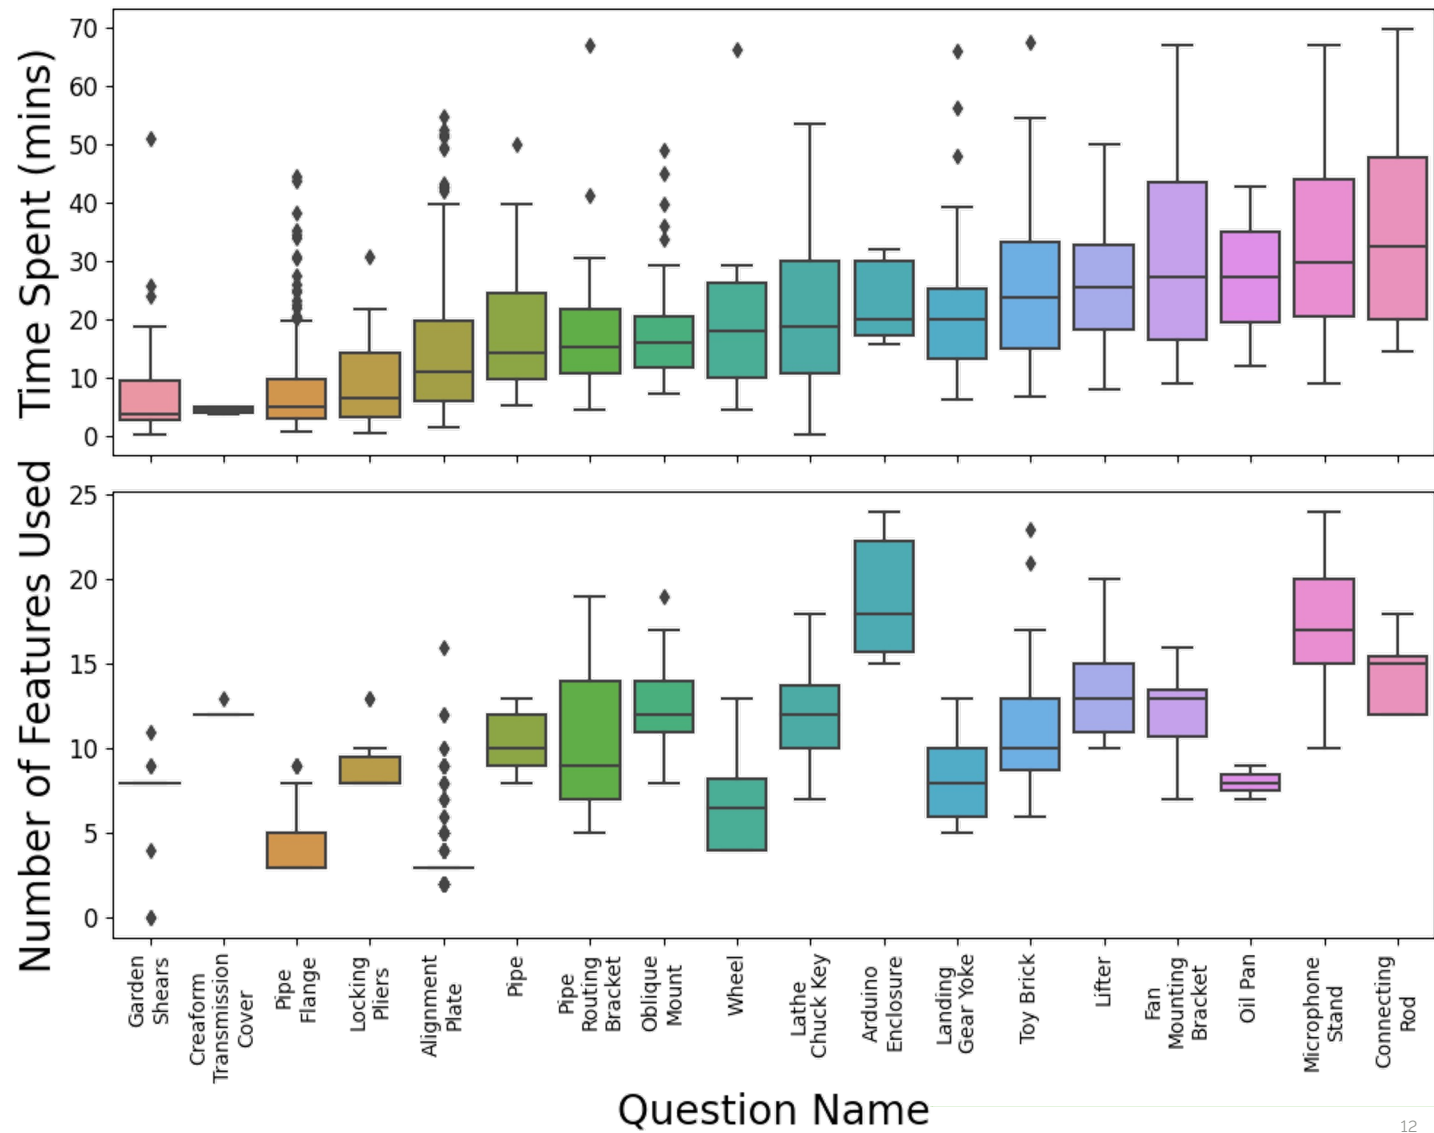 Time Spent (mins)
70
60
50
40
30
20
10
0
Number of Features Used
25
20
15
10
5
0
Garden
Shears
Creaform
Transmission
Cover
Pipe
Flange
Locking
Pliers
Alignment
Plate
Pipe
Pipe
Routing
Bracket
Oblique
Mount
Wheel
Lathe
Chuck Key
Arduino
Enclosure
Landing
Gear Yoke
Toy Brick
Lifter
Fan
Mounting
Bracket
Oil Pan
Microphone
Stand
Connecting
Rod
Question Name
12